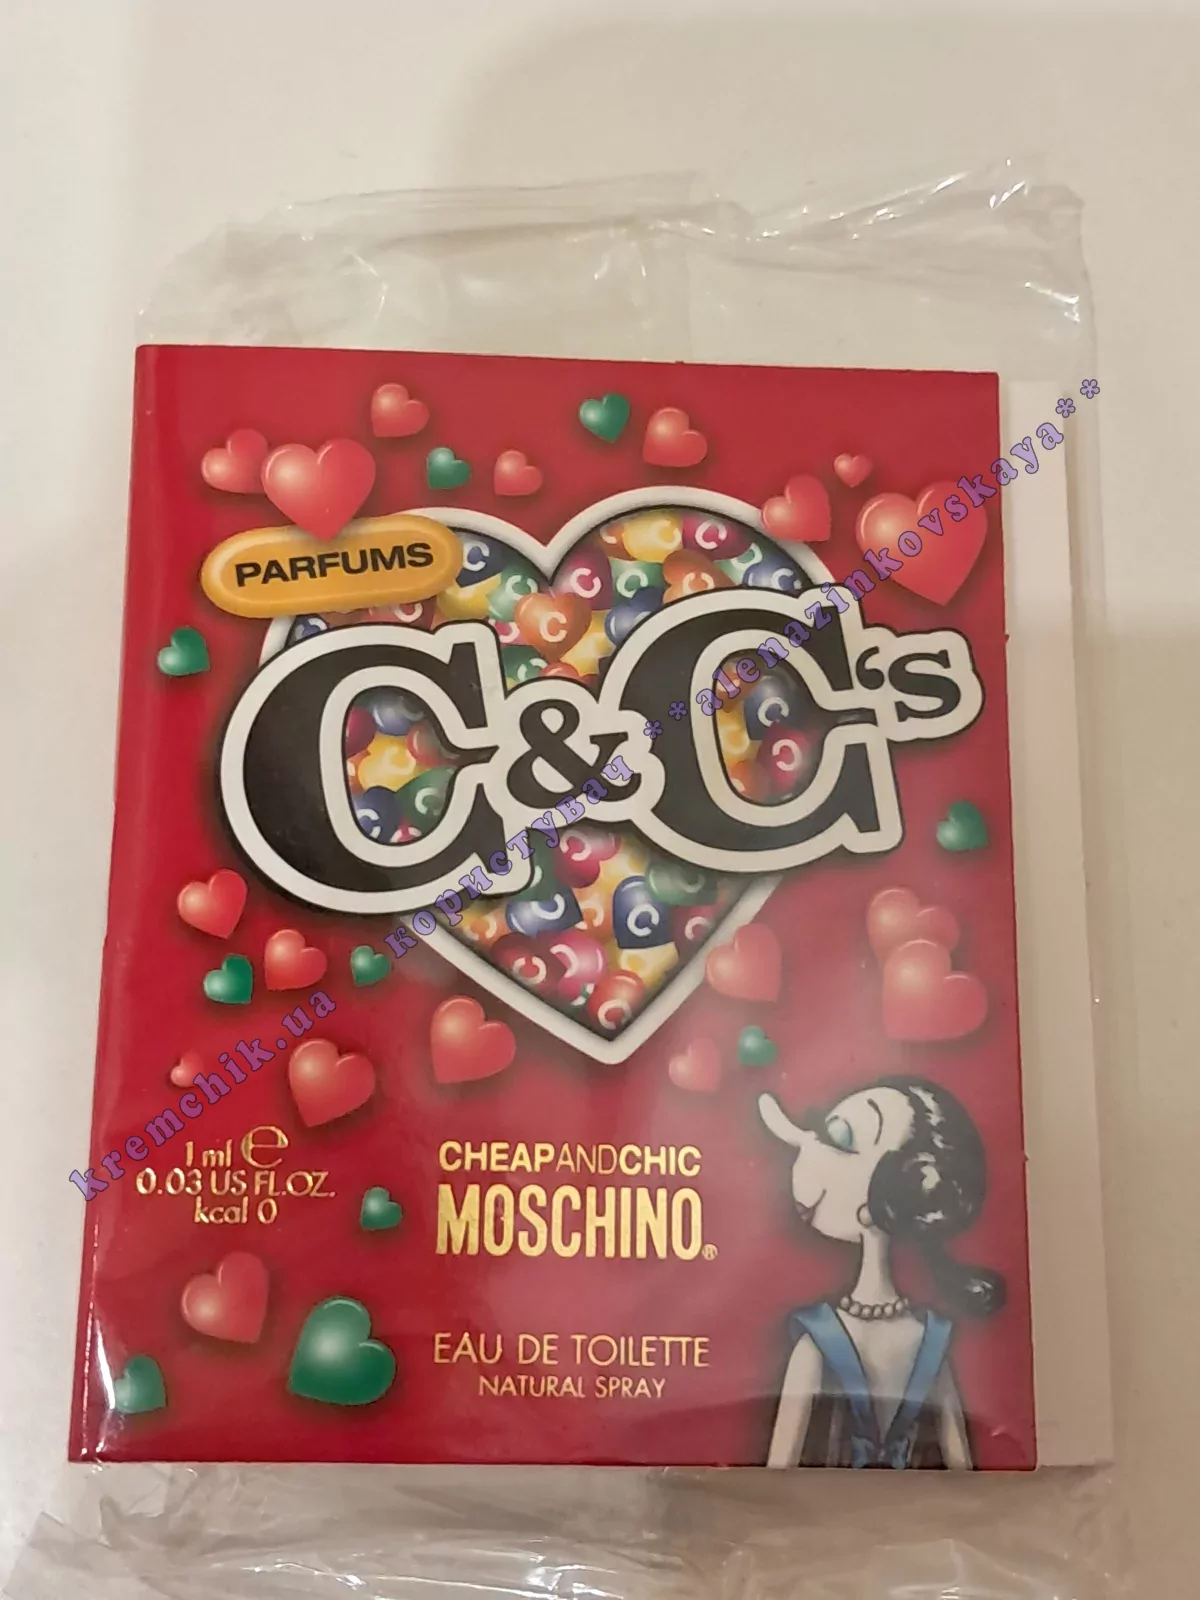 PARFUMS
C&C's
1 ml e
0.03 US FL.OZ.
kcal 0
CHEAPANDCHIC
MOSCHINO®
EAU DE TOILETTE
NATURAL SPRAY
kremchik.ua користувач **alenazinkovskaya**